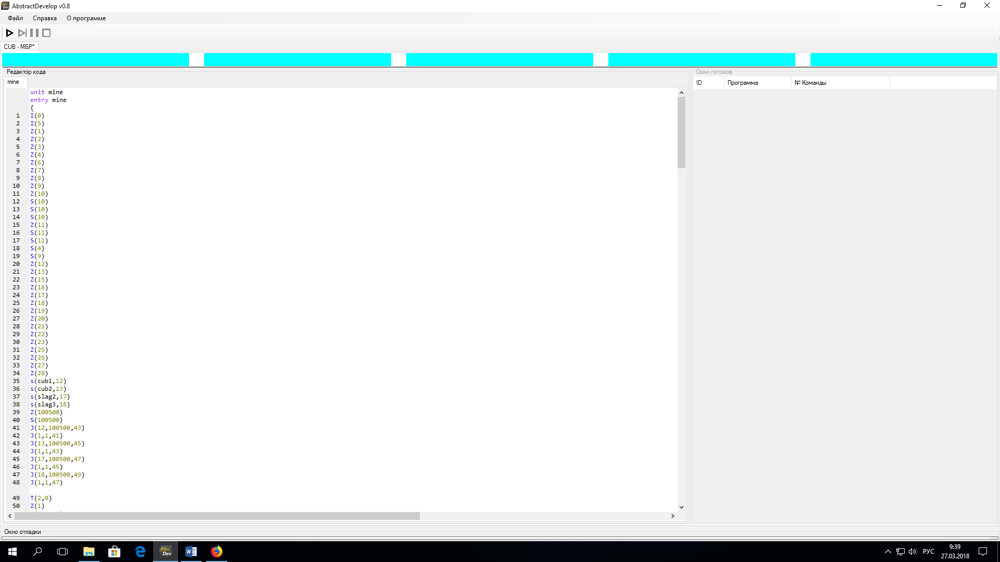 AbstractDevelop v0.8
Файл Справка О программе
CUB - МБР*
Редактор кода
mine
unit mine
entry mine
{
1 I(0)
2 I(5)
3 Z(1)
4 Z(2)
5 Z(3)
6 Z(4)
7 Z(6)
8 Z(7)
9 Z(8)
10 Z(9)
11 Z(10)
12 S(10)
13 S(10)
14 S(10)
15 Z(11)
16 S(11)
17 S(11)
18 S(4)
19 S(9)
20 Z(12)
21 Z(13)
22 Z(15)
23 Z(16)
24 Z(17)
25 Z(18)
26 Z(19)
27 Z(20)
28 Z(21)
29 Z(22)
30 Z(23)
31 Z(25)
32 Z(26)
33 Z(27)
34 Z(28)
35 s(cub1,12)
36 s(cub2,13)
37 s(slag2,17)
38 s(slag3,18)
39 Z(100500)
40 S(100500)
41 J(12,100500,43)
42 J(1,1,41)
43 J(13,100500,45)
44 J(1,1,43)
45 J(17,100500,47)
46 J(1,1,45)
47 J(18,100500,49)
48 J(1,1,47)
49 T(2,0)
50 Z(1)
Окно потоков
ID Программа № Команды
Окно отладки
Abs Dev
РУС
9:39
27.03.2018